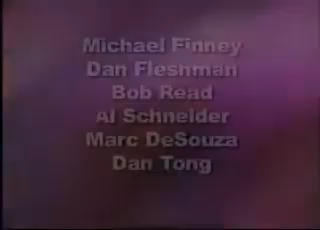 Michael Finney
Dan Fleshman
Bob Read
Al Schneider
Marc DeSouza
Dan Tong